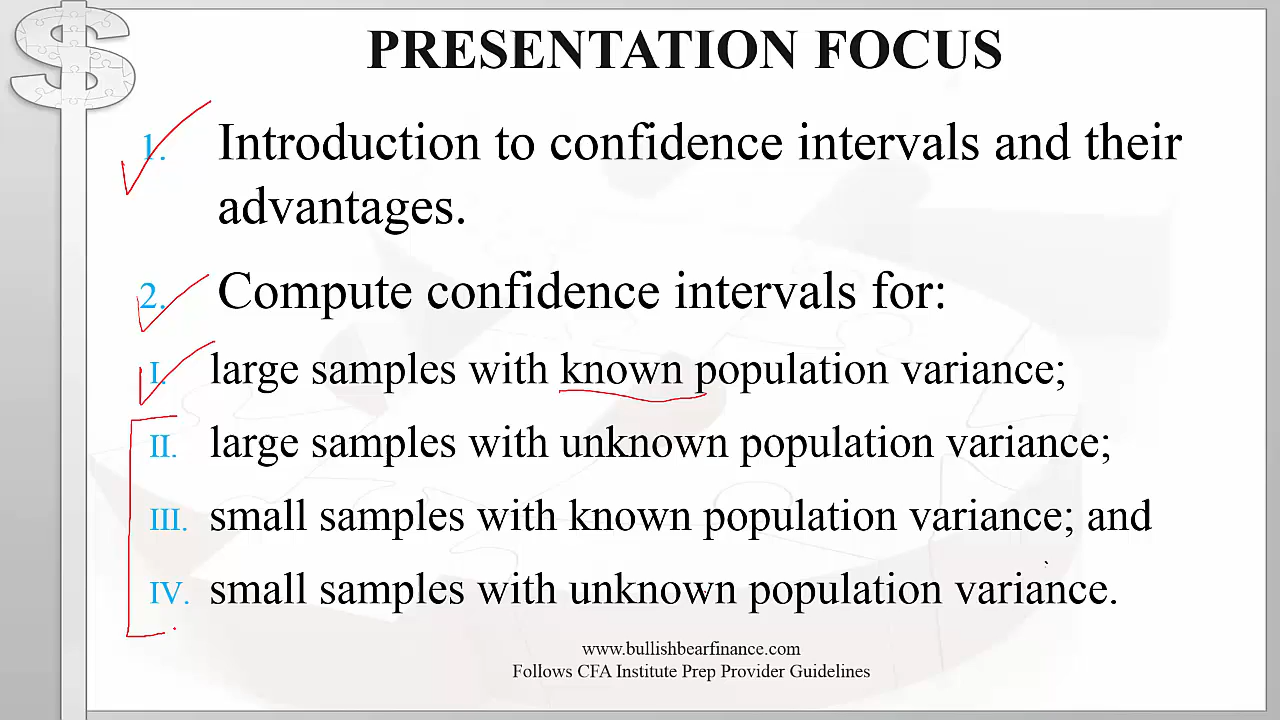 PRESENTATION FOCUS
1. Introduction to confidence intervals and their
advantages.
2. Compute confidence intervals for:
I. large samples with known population variance;
II. large samples with unknown population variance;
III. small samples with known population variance; and
IV. small samples with unknown population variance.
www.bullishbearfinance.com
Follows CFA Institute Prep Provider Guidelines